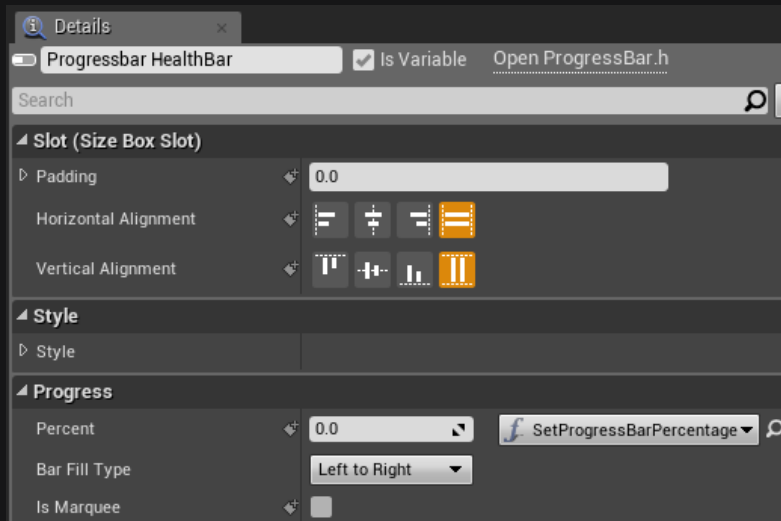 Details
Progressbar HealthBar Is Variable Open ProgressBar.h
Search
Slot (Size Box Slot)
Padding 0.0
Horizontal Alignment
Vertical Alignment
Style
Style
Progress
Percent 0.0 SetProgressBarPercentage
Bar Fill Type Left to Right
Is Marquee